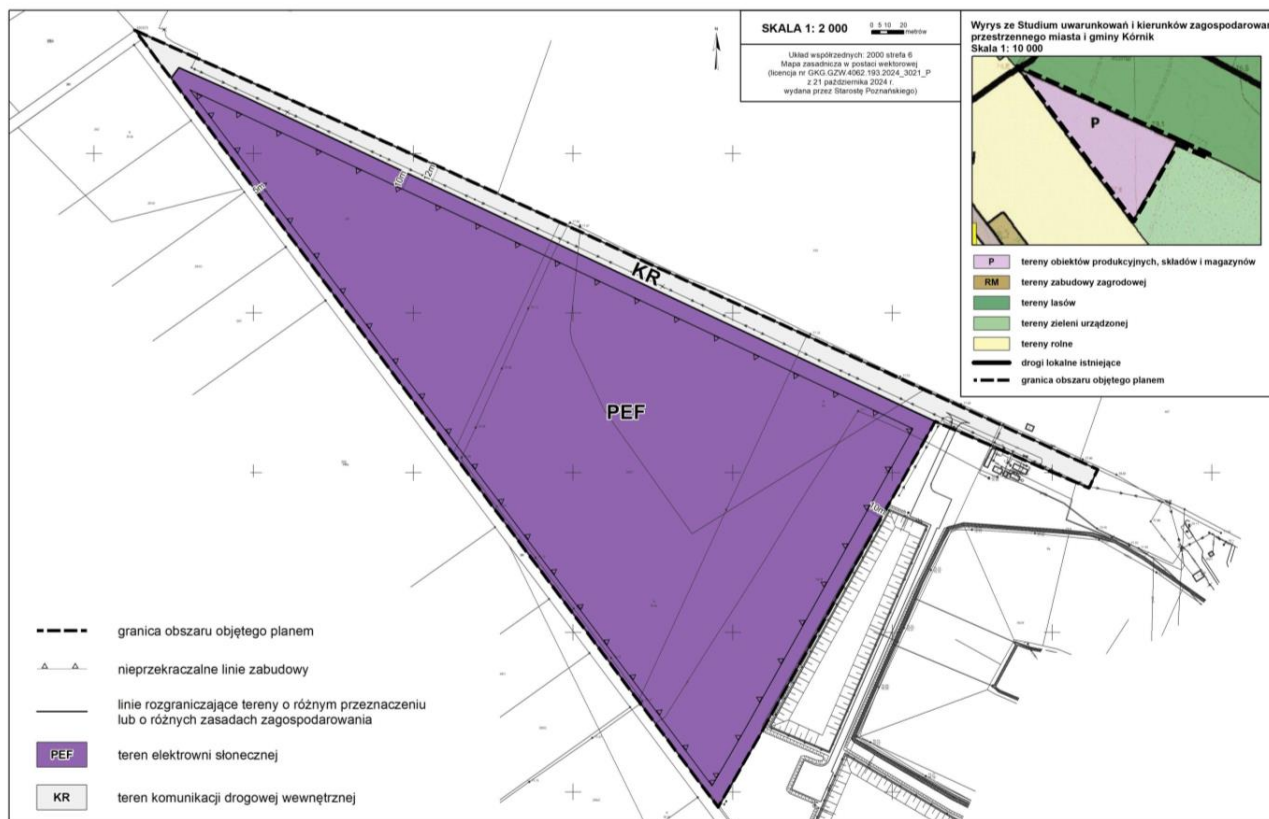 SKALA 1: 2 000
0 5 10 20
metrów
Układ współrzędnych: 2000 strefa 6
Mapa zasadnicza w postaci wektorowej
(licencja nr GKG.GZW.4062.193.2024_3021_P
z 21 października 2024 r.
wydana przez Starostę Poznańskiego)
Wyrys ze Studium uwarunkowań i kierunków zagospodarowan
przestrzennego miasta i gminy Kórnik
Skala 1: 10 000
P
P tereny obiektów produkcyjnych, składów i magazynów
RM tereny zabudowy zagrodowej
tereny lasów
tereny zieleni urządzonej
tereny rolne
drogi lokalne istniejące
granica obszaru objętego planem
10m
12m
5m
KR
PEF
10m
granica obszaru objętego planem
nieprzekraczalne linie zabudowy
linie rozgraniczające tereny o różnym przeznaczeniu
lub o różnych zasadach zagospodarowania
PEF teren elektrowni słonecznej
KR teren komunikacji drogowej wewnętrznej